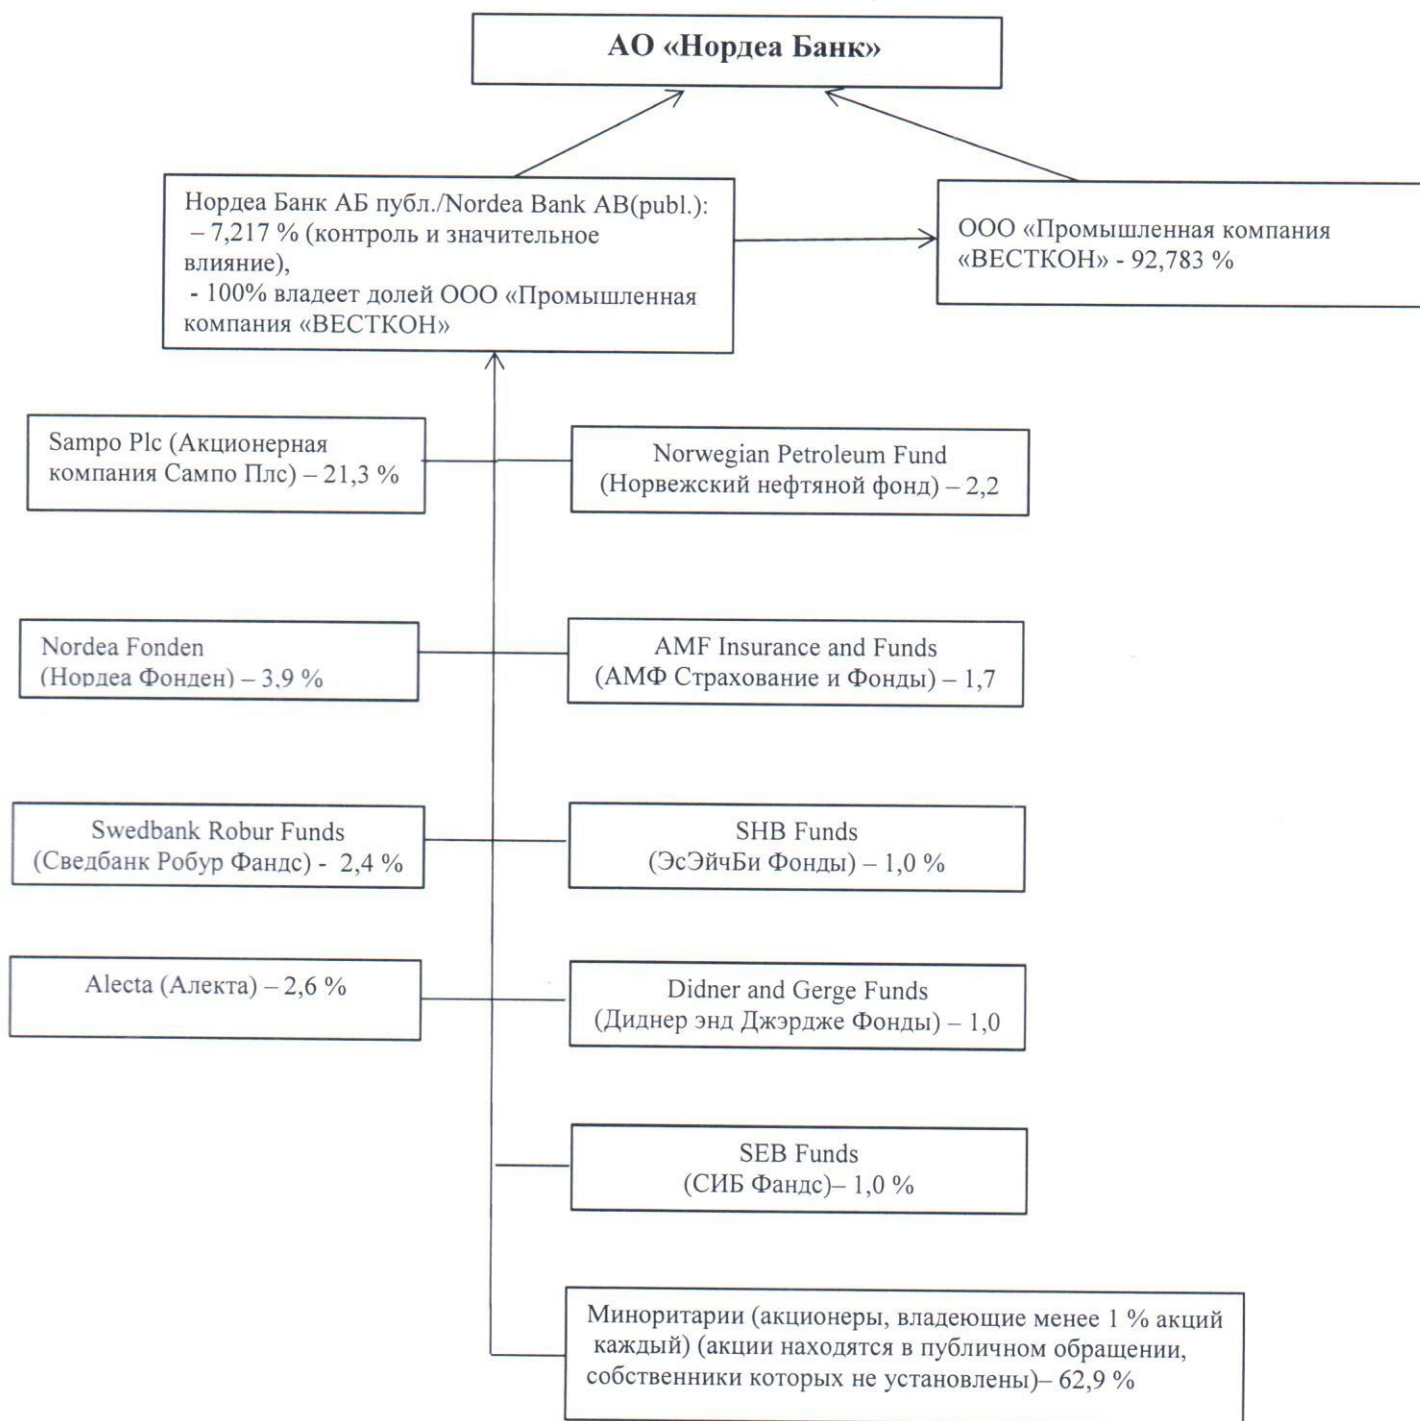 АО «Нордеа Банк»
Нордеа Банк АБ публ./Nordea Bank AB(publ.):
– 7,217 % (контроль и значительное
влияние),
- 100% владеет долей ООО «Промышленная
компания «ВЕСТКОН»
ООО «Промышленная компания
«ВЕСТКОН» - 92,783 %
Sampo Plc (Акционерная
компания Сампо Плс) – 21,3 %
Norwegian Petroleum Fund
(Норвежский нефтяной фонд) – 2,2
Nordea Fonden
(Нордеа Фонден) – 3,9 %
AMF Insurance and Funds
(АМФ Страхование и Фонды) – 1,7
Swedbank Robur Funds
(Сведбанк Робур Фандс) - 2,4 %
SHB Funds
(ЭсЭйчБи Фонды) – 1,0 %
Alecta (Алекта) – 2,6 %
Didner and Gerge Funds
(Диднер энд Джэрдже Фонды) – 1,0
SEB Funds
(СИБ Фандс)– 1,0 %
Миноритарии (акционеры, владеющие менее 1 % акций
каждый) (акции находятся в публичном обращении,
собственники которых не установлены)– 62,9 %